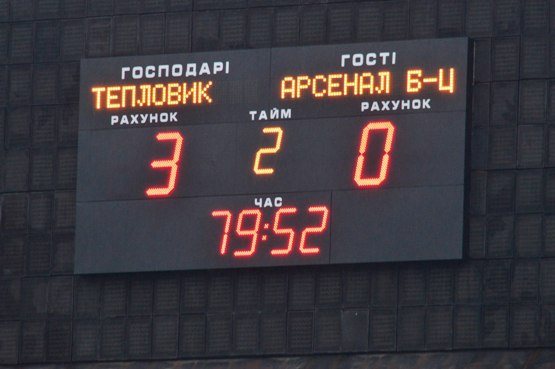 ГОСПОДАРІ ГОСТІ
ТЕПЛОВИК АРСЕНАЛ Б-Ц
РАХУНОК ТАЙМ РАХУНОК
3 2 0
ЧАС
79:52